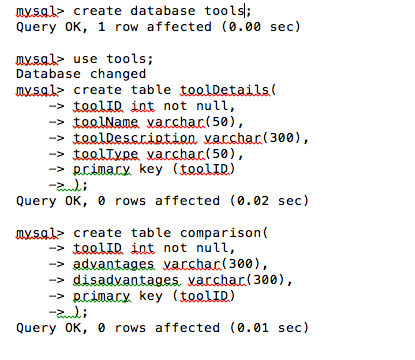 mysql> create database tools;
Query OK, 1 row affected (0.00 sec)
mysql> use tools;
Database changed
mysql> create table toolDetails(
-> toolID int not null,
-> toolName varchar(50),
-> toolDescription varchar(300),
-> toolType varchar(50),
-> primary key (toolID)
-> );
Query OK, 0 rows affected (0.02 sec)
mysql> create table comparison(
-> toolID int not null,
-> advantages varchar(300),
-> disadvantages varchar(300),
-> primary key (toolID)
-> );
Query OK, 0 rows affected (0.01 sec)